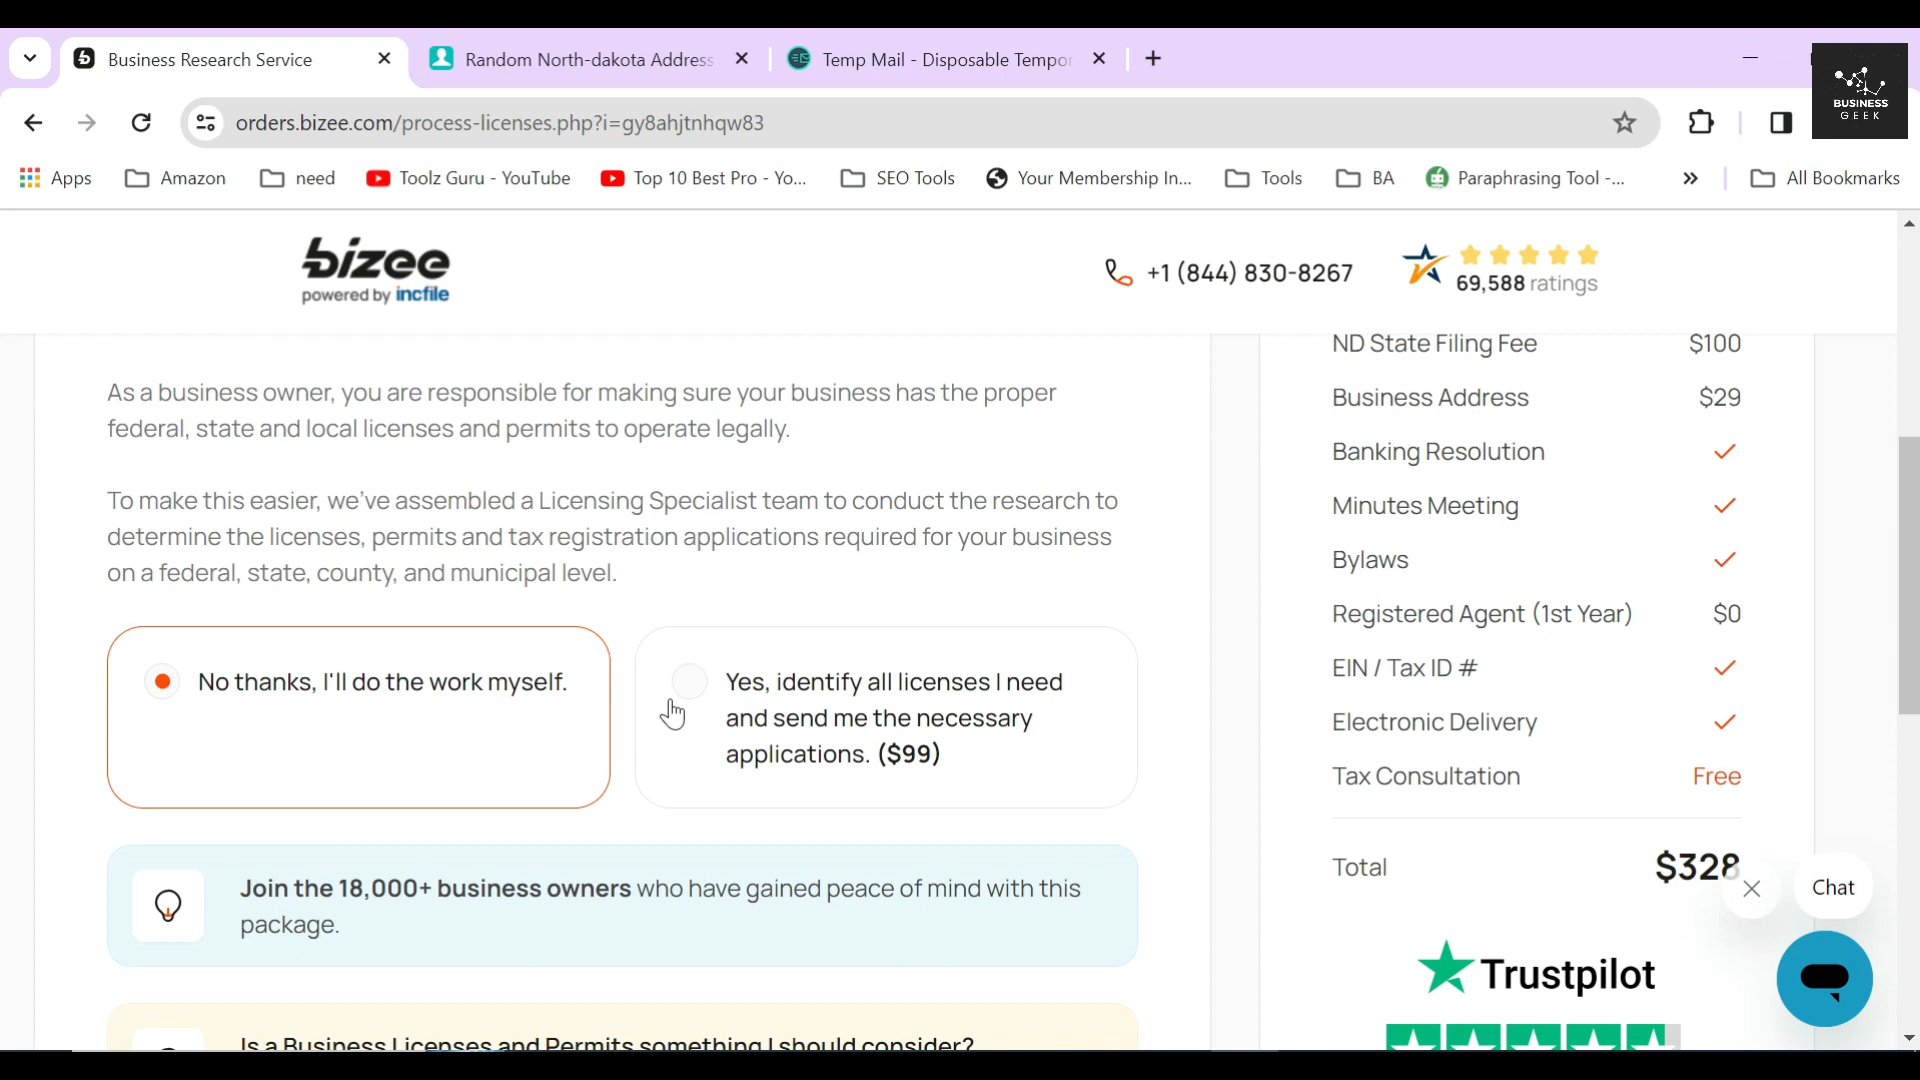 Business Research Service
Random North-dakota Address
Temp Mail - Disposable Tempor
BUSINESS
GEEK
orders.bizee.com/process-licenses.php?i=gy8ahjtnhqw83
Apps
Amazon
need
Toolz Guru - YouTube
Top 10 Best Pro - Yo...
SEO Tools
Your Membership In...
Tools
BA
Paraphrasing Tool -...
All Bookmarks
bizee
powered by incfile
+1 (844) 830-8267
69,588 ratings
As a business owner, you are responsible for making sure your business has the proper
federal, state and local licenses and permits to operate legally.
To make this easier, we've assembled a Licensing Specialist team to conduct the research to
determine the licenses, permits and tax registration applications required for your business
on a federal, state, county, and municipal level.
No thanks, I'll do the work myself.
Yes, identify all licenses I need
and send me the necessary
applications. ($99)
Join the 18,000+ business owners who have gained peace of mind with this
package.
Is a Business Licenses and Permits something I should consider?
ND State Filing Fee $100
Business Address $29
Banking Resolution
Minutes Meeting
Bylaws
Registered Agent (1st Year) $0
EIN / Tax ID #
Electronic Delivery
Tax Consultation Free
Total $328
Chat
Trustpilot